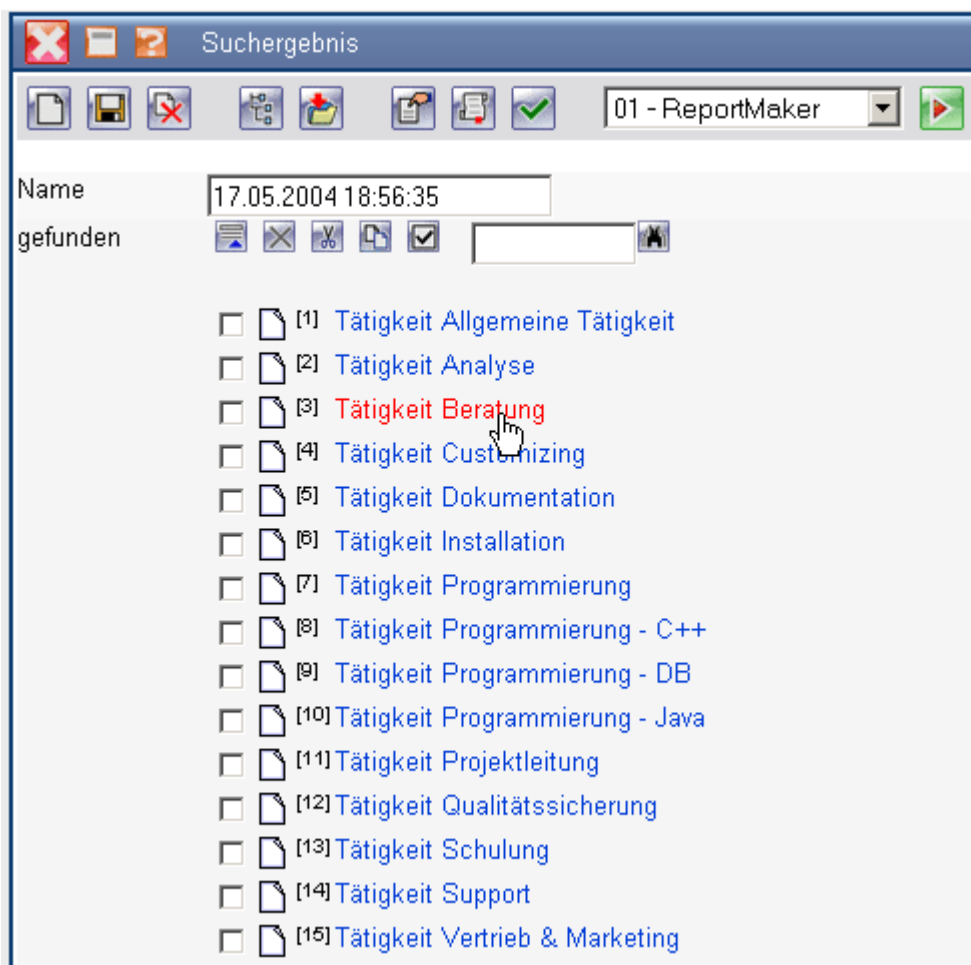 Suchergebnis
01 - ReportMaker
Name 17.05.2004 18:56:35
gefunden
[1] Tätigkeit Allgemeine Tätigkeit
[2] Tätigkeit Analyse
[3] Tätigkeit Beratung
[4] Tätigkeit Customizing
[5] Tätigkeit Dokumentation
[6] Tätigkeit Installation
[7] Tätigkeit Programmierung
[8] Tätigkeit Programmierung - C++
[9] Tätigkeit Programmierung - DB
[10] Tätigkeit Programmierung - Java
[11] Tätigkeit Projektleitung
[12] Tätigkeit Qualitätssicherung
[13] Tätigkeit Schulung
[14] Tätigkeit Support
[15] Tätigkeit Vertrieb & Marketing